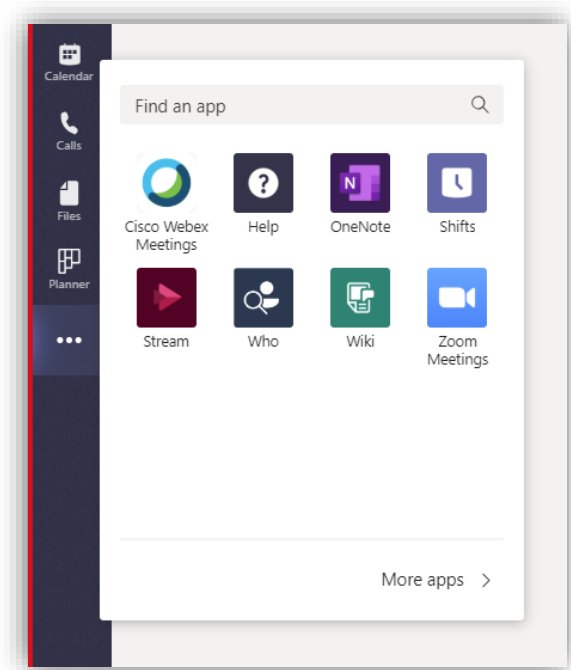 Calendar
Calls
Files
Planner
Find an app
Cisco Webex
Meetings
Help
OneNote
N
Shifts
Stream
Who
Wiki
Zoom
Meetings
More apps